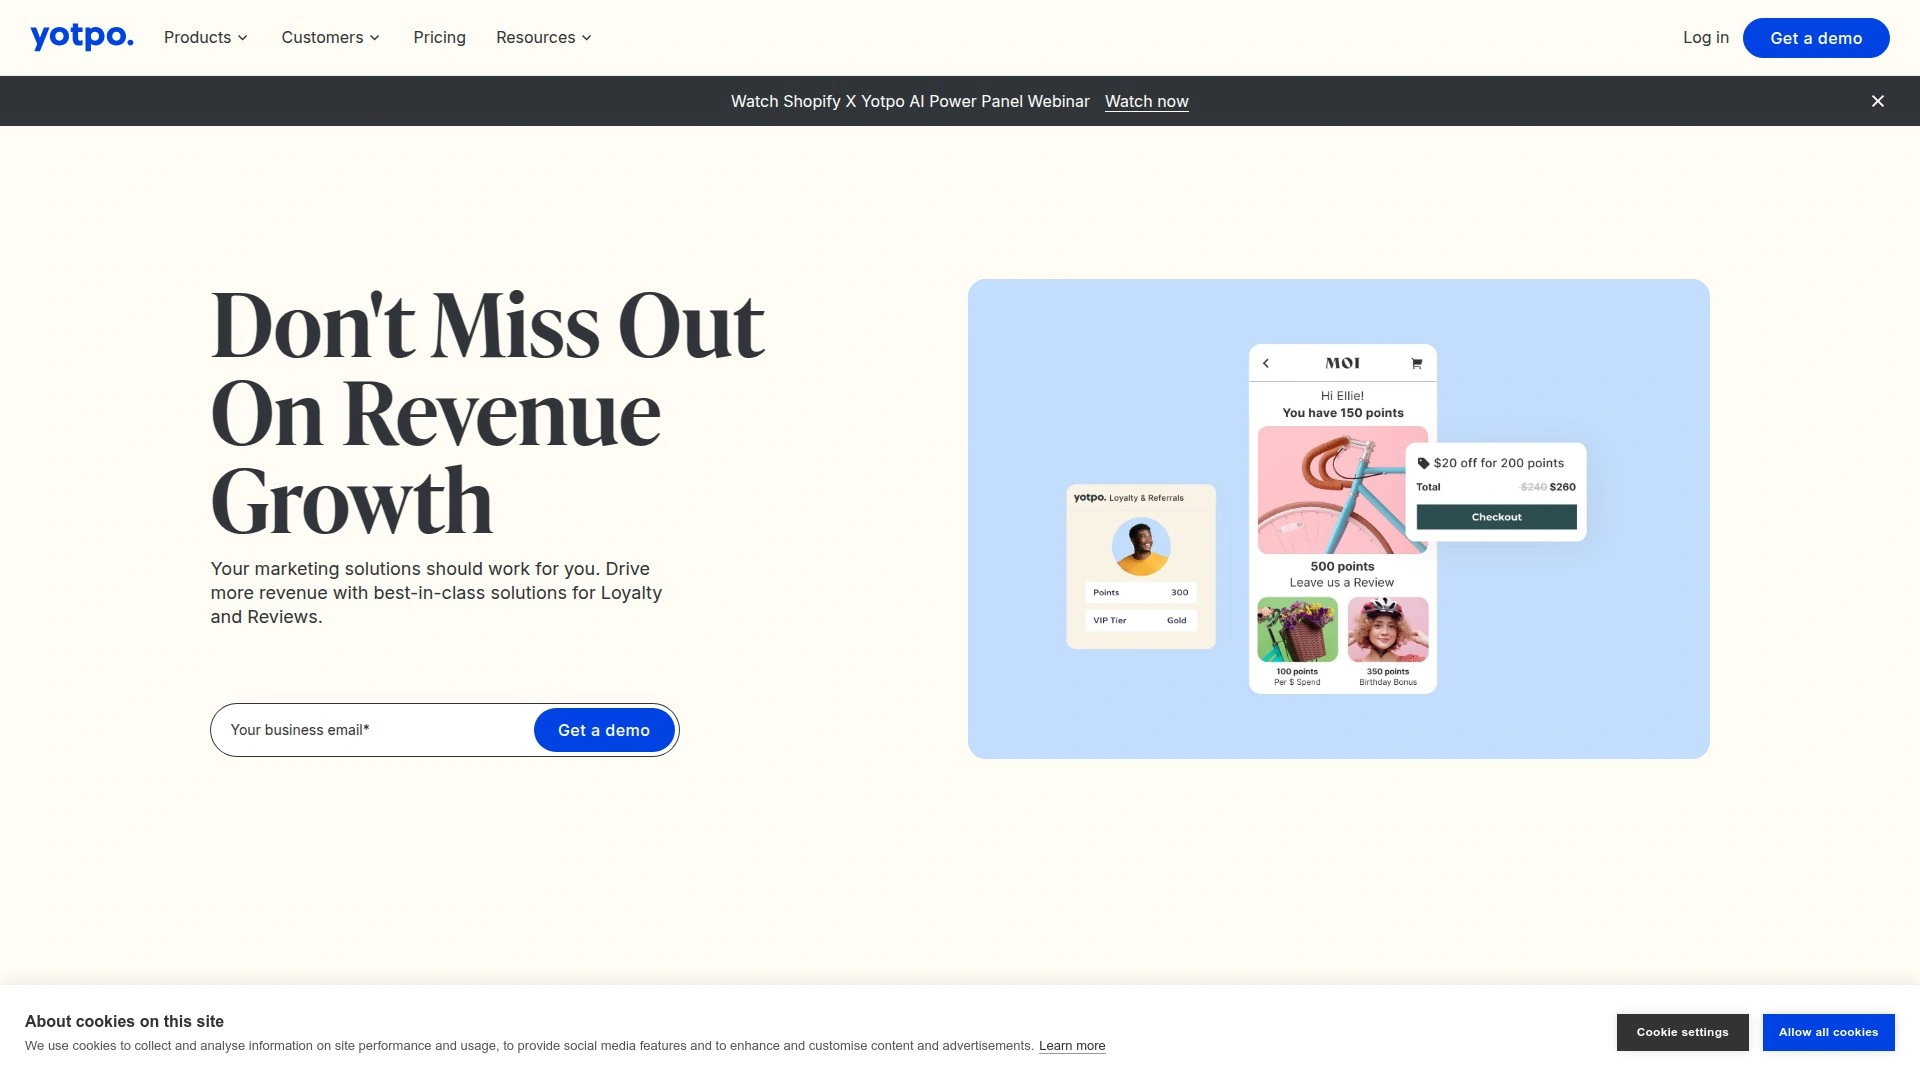 yotpo.
Products
Customers
Pricing
Resources
Log in
Get a demo
Watch Shopify X Yotpo AI Power Panel Webinar
Watch now
Don't Miss Out
On Revenue
Growth
Your marketing solutions should work for you. Drive
more revenue with best-in-class solutions for Loyalty
and Reviews.
Your business email*
Get a demo
yotpo. Loyalty & Referrals
Points 300
VIP Tier Gold
MOI
Hi Ellie!
You have 150 points
$20 off for 200 points
Total $240 $260
Checkout
500 points
Leave us a Review
100 points
Per $ Spend
350 points
Birthday Bonus
About cookies on this site
We use cookies to collect and analyse information on site performance and usage, to provide social media features and to enhance and customise content and advertisements. Learn more
Cookie settings
Allow all cookies